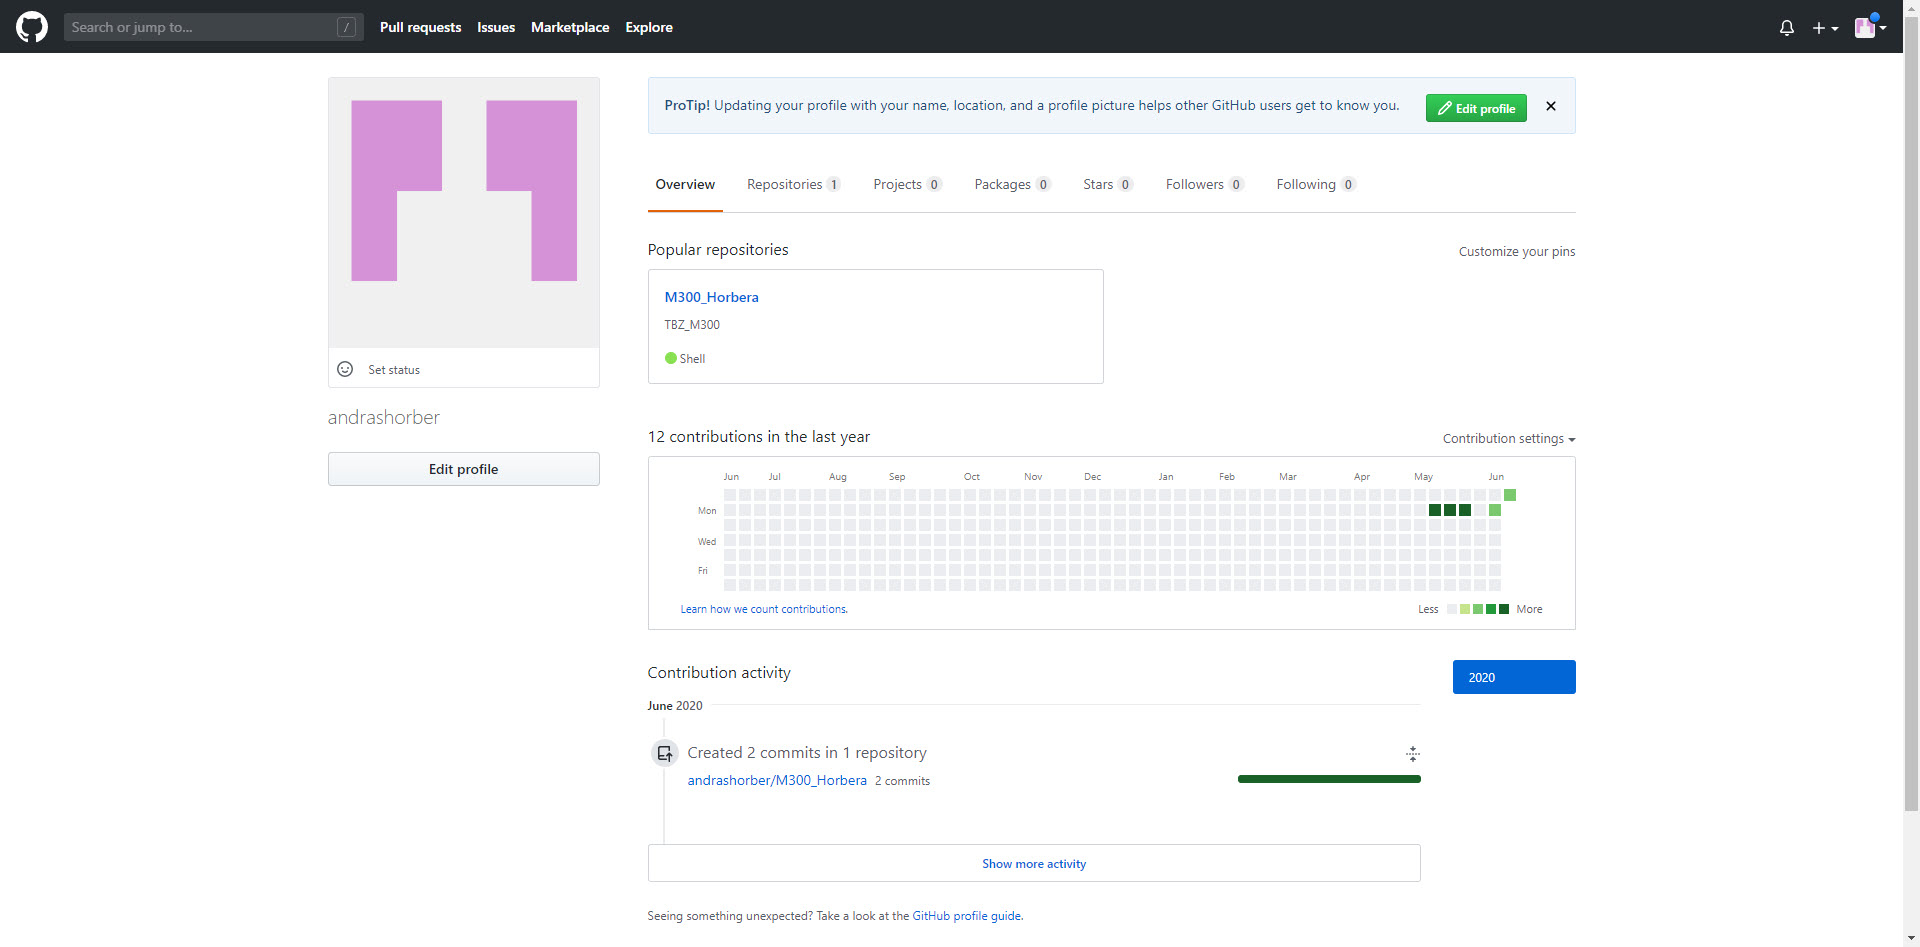 Search or jump to... /
Pull requests Issues Marketplace Explore
ProTip! Updating your profile with your name, location, and a profile picture helps other GitHub users get to know you.
Edit profile
Overview Repositories 1 Projects 0 Packages 0 Stars 0 Followers 0 Following 0
Set status
andrashorber
Edit profile
Popular repositories
Customize your pins
M300_Horbera
TBZ_M300
Shell
12 contributions in the last year
Contribution settings
Jun Jul Aug Sep Oct Nov Dec Jan Feb Mar Apr May Jun
Mon
Wed
Fri
Learn how we count contributions.
Less More
Contribution activity
2020
June 2020
Created 2 commits in 1 repository
andrashorber/M300_Horbera 2 commits
Show more activity
Seeing something unexpected? Take a look at the GitHub profile guide.